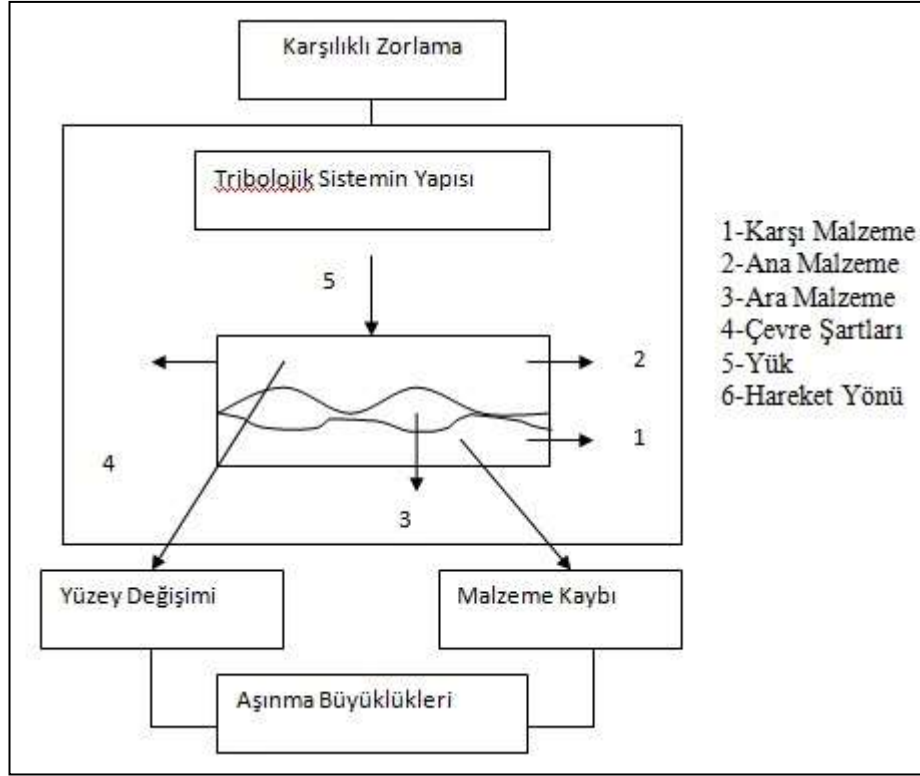 Karşılıklı Zorlama
Tribolojik Sistemin Yapısı
5
2
1
4
3
1-Karşı Malzeme
2-Ana Malzeme
3-Ara Malzeme
4-Çevre Şartları
5-Yük
6-Hareket Yönü
Yüzey Değişimi
Malzeme Kaybı
Aşınma Büyüklükleri